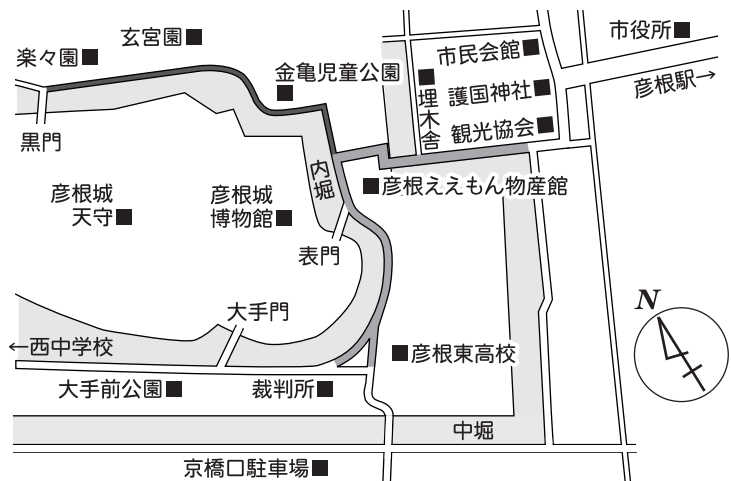 市役所
玄宮園
楽々園
市民会館
金亀児童公園
彦根駅→
埋木舎
護国神社
観光協会
黒門
内堀
彦根ええもん物産館
彦根城
天守
彦根城
博物館
表門
N
大手門
←西中学校
彦根東高校
大手前公園
裁判所
中堀
京橋口駐車場